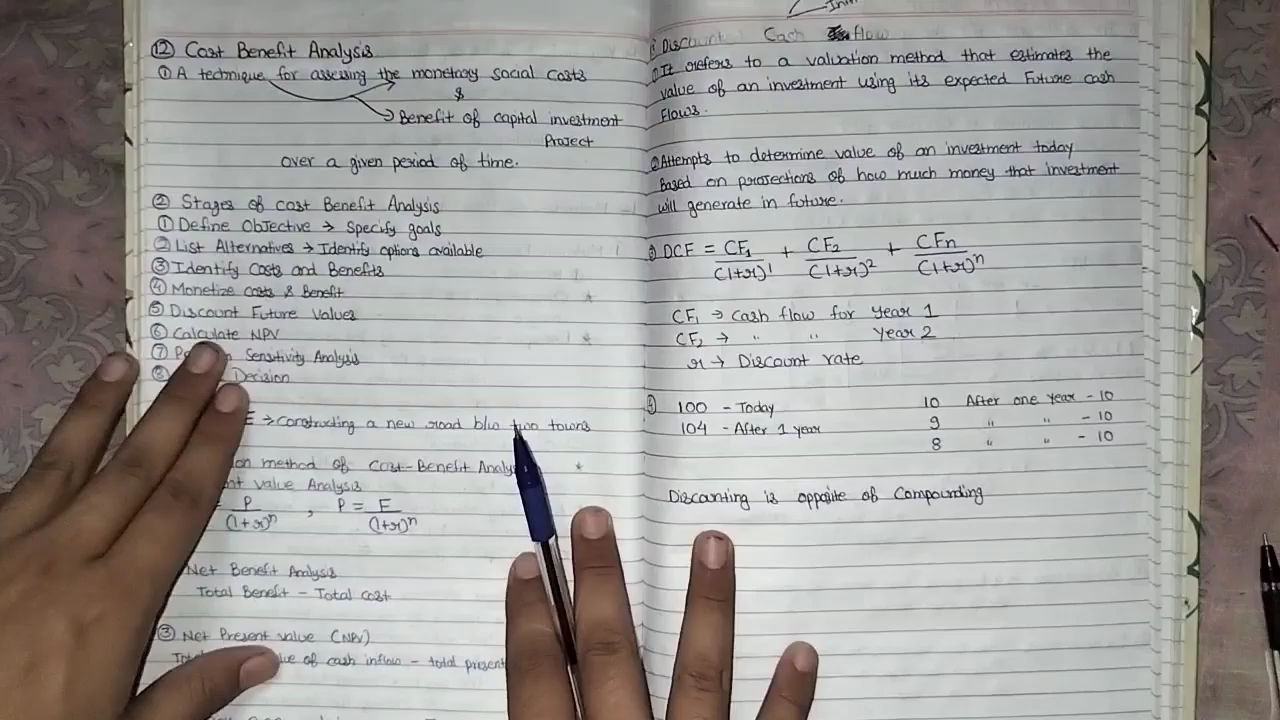 ⑫ Cost Benefit Analysis
① A technique for assessing the monetary social costs
&
Benefit of capital investment
Project
over a given period of time.
② Stages of cost Benefit Analysis
① Define Objective → Specify goals
② List Alternatives → Identify options available
③ Identify Costs and Benefits
④ Monetize costs & Benefit
⑤ Discount Future Values
⑥ Calculate NPV
⑦ Sensitivity Analysis
⑧ Decision
→ Constructing a new road b/w two towns
method of Cost-Benefit
value Analysis
P/(1+r)^n , P = F/(1+r)^n
Net Benefit Analysis
Total Benefit - Total cost
③ Net Present value (NPV)
of cash inflow - total present
Discount Cash flow
① It refers to a valuation method that estimates the
value of an investment using its expected Future cash
Flows.
② Attempts to determine value of an investment today
Based on projections of how much money that investment
will generate in future.
③ DCF = CF₁/(1+r)^1 + CF₂/(1+r)^2 + CFn/(1+r)^n
CF₁ → Cash flow for Year 1
CF₂ → " " Year 2
r → Discount rate
④ 100 - Today 10 After one year - 10
104 - After 1 year 9 " " - 10
8 " " - 10
Discounting is opposite of Compounding